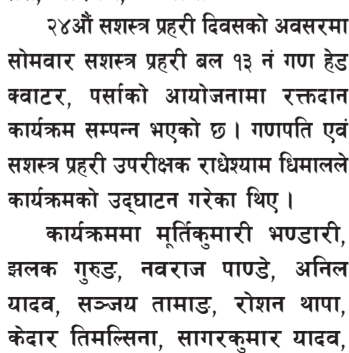 २४औं सशस्त्र प्रहरी दिवसको अवसरमा
सोमवार सशस्त्र प्रहरी बल १३ नं गण हेड
क्वाटर, पर्साको आयोजनामा रक्तदान
कार्यक्रम सम्पन्न भएको छ । गणपति एवं
सशस्त्र प्रहरी उपरीक्षक राधेश्याम धिमालले
कार्यक्रमको उद्‌घाटन गरेका थिए ।
कार्यक्रममा मूर्तिकुमारी भण्डारी,
झलक गुरुङ, नवराज पाण्डे, अनिल
यादव, सञ्जय तामाङ, रोशन थापा,
केदार तिमल्सिना, सागरकुमार यादव,